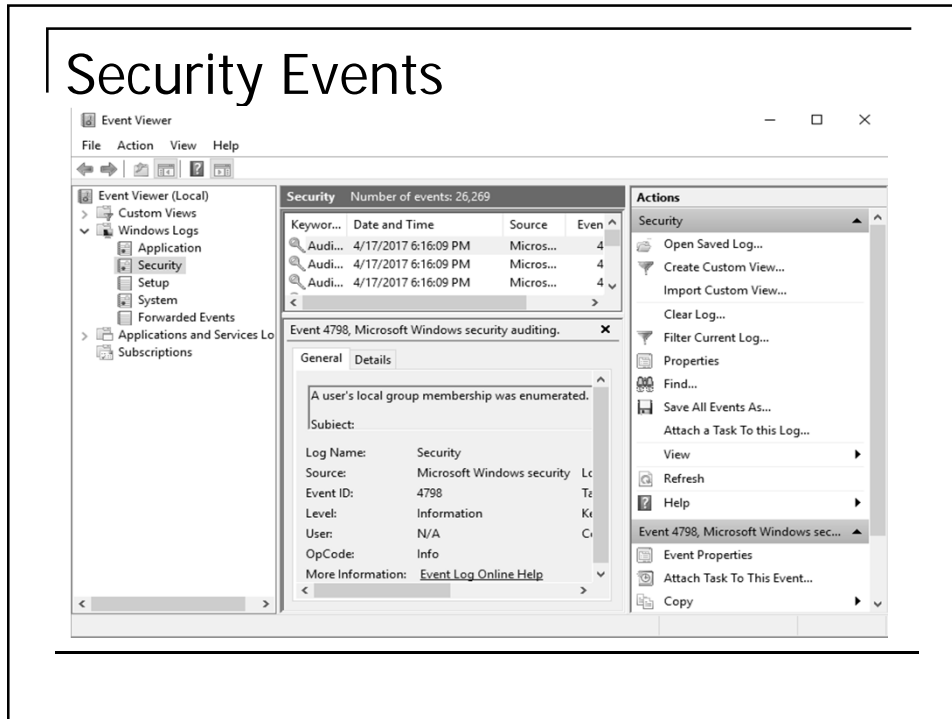 Security Events
Event Viewer
File Action View Help
Event Viewer (Local)
Custom Views
Windows Logs
Application
Security
Setup
System
Forwarded Events
Applications and Services Lo
Subscriptions
Security Number of events: 26,269
Keywor... Date and Time Source Even
Audi... 4/17/2017 6:16:09 PM Micros... 4
Audi... 4/17/2017 6:16:09 PM Micros... 4
Audi... 4/17/2017 6:16:09 PM Micros... 4
Event 4798, Microsoft Windows security auditing.
General Details
A user's local group membership was enumerated.
Subject:
Log Name: Security
Source: Microsoft Windows security Lo
Event ID: 4798 Ta
Level: Information Ke
User: N/A Co
OpCode: Info
More Information: Event Log Online Help
Actions
Security
Open Saved Log...
Create Custom View...
Import Custom View...
Clear Log...
Filter Current Log...
Properties
Find...
Save All Events As...
Attach a Task To this Log...
View
Refresh
Help
Event 4798, Microsoft Windows sec...
Event Properties
Attach Task To This Event...
Copy